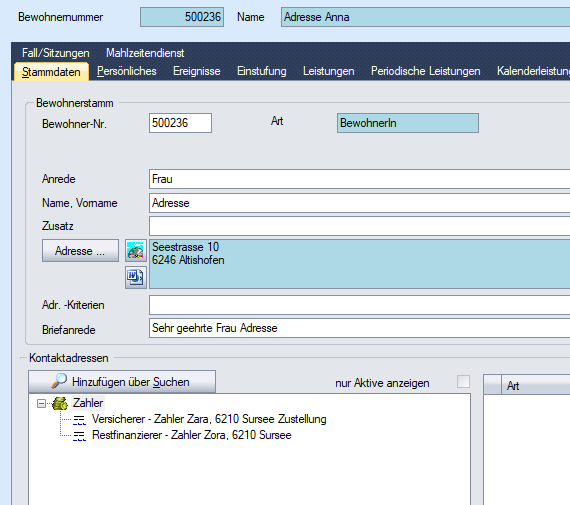 Bewohnernummer 500236 Name Adresse Anna
Fall/Sitzungen Mahlzeitendienst
Stammdaten Persönliches Ereignisse Einstufung Leistungen Periodische Leistungen
Bewohnerstamm
Bewohner-Nr. 500236 Art BewohnerIn
Anrede Frau
Name, Vorname Adresse
Zusatz
Adresse ... Seestrasse 10
6246 Altishofen
Adr. -Kriterien
Briefanrede Sehr geehrte Frau Adresse
Kontaktadressen
Hinzufügen über Suchen nur Aktive anzeigen Art
Zahler
Versicherer - Zahler Zara, 6210 Sursee Zustellung
Restfinanzierer - Zahler Zora, 6210 Sursee